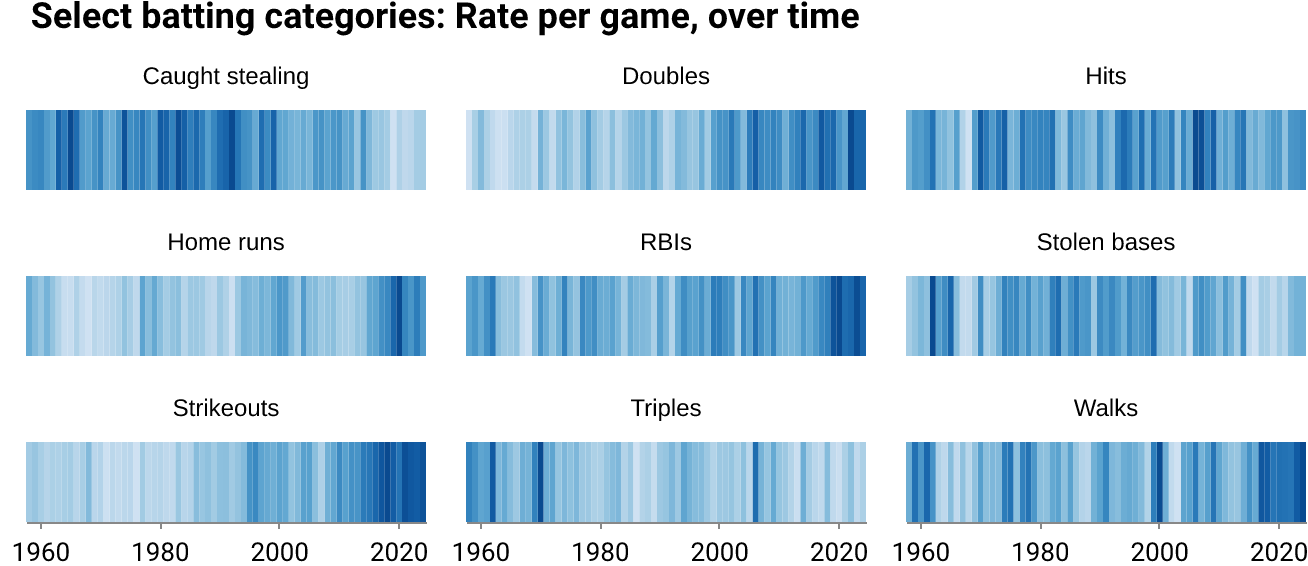 Select batting categories: Rate per game, over time
Caught stealing
Doubles
Hits
Home runs
RBIs
Stolen bases
Strikeouts
Triples
Walks
1960 1980 2000 2020
1960 1980 2000 2020
1960 1980 2000 2020